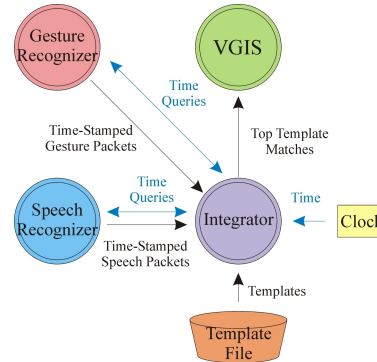 Gesture
Recognizer
VGIS
Time
Queries
Time-Stamped
Gesture Packets
Top Template
Matches
Time
Queries
Speech
Recognizer
Integrator
Time
Clock
Time-Stamped
Speech Packets
Templates
Template
File